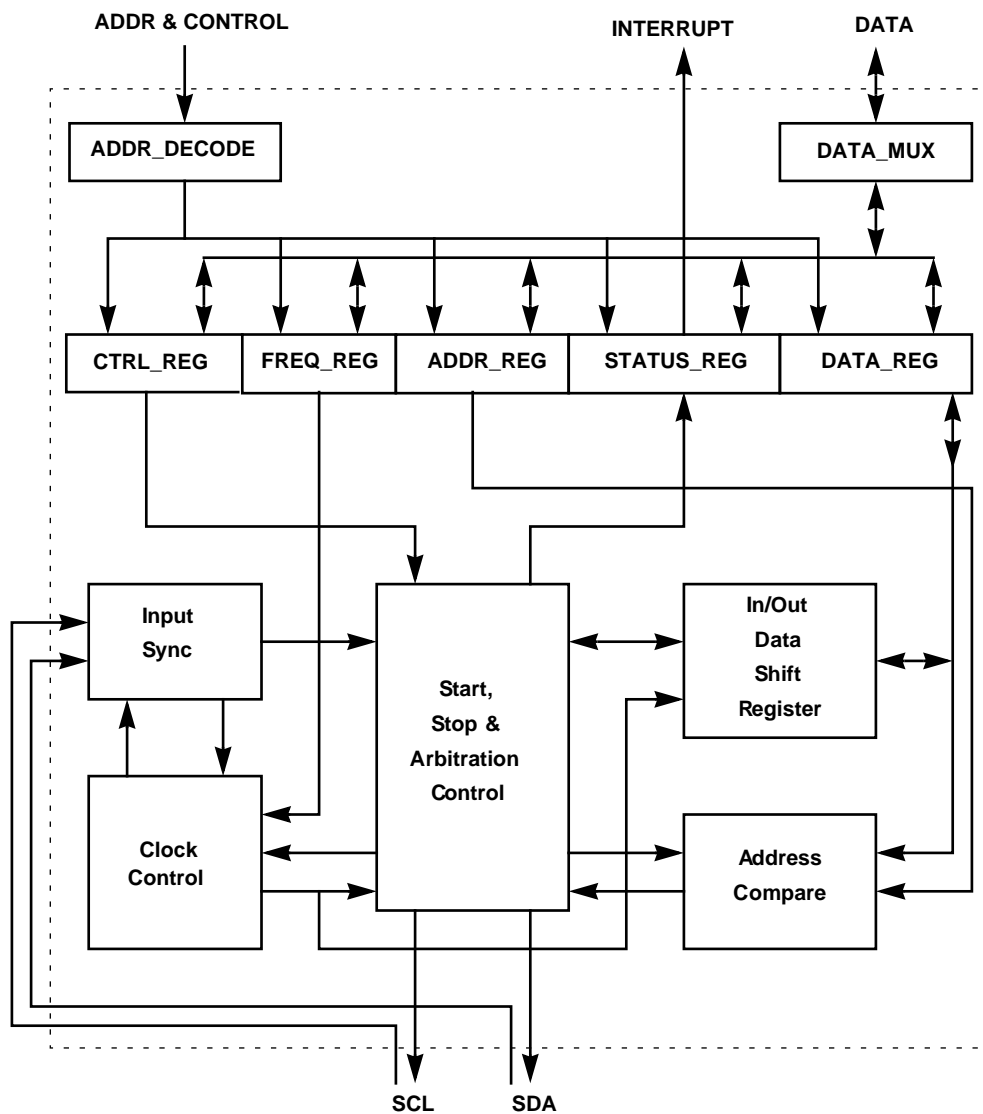 ADDR & CONTROL
INTERRUPT
DATA
ADDR_DECODE
DATA_MUX
CTRL_REG
FREQ_REG
ADDR_REG
STATUS_REG
DATA_REG
Input
Sync
Start,
Stop &
Arbitration
Control
In/Out
Data
Shift
Register
Clock
Control
Address
Compare
SCL
SDA